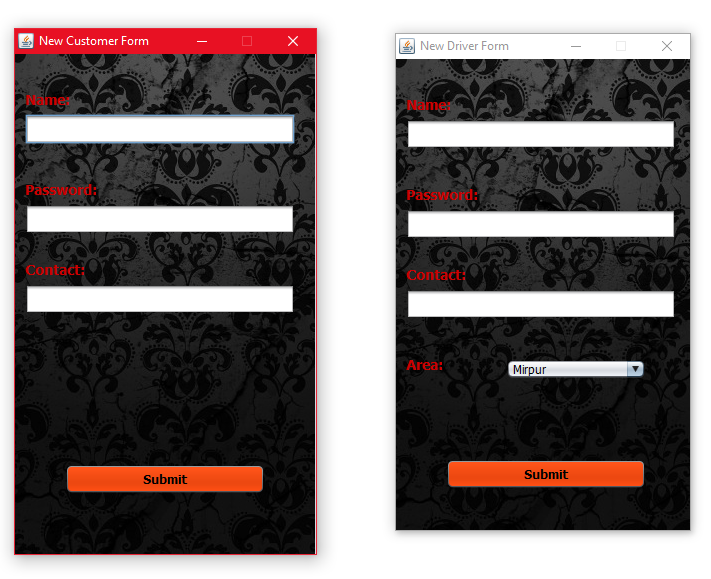 New Customer Form
Name:
Password:
Contact:
Submit
New Driver Form
Name:
Password:
Contact:
Area:
Mirpur
Submit